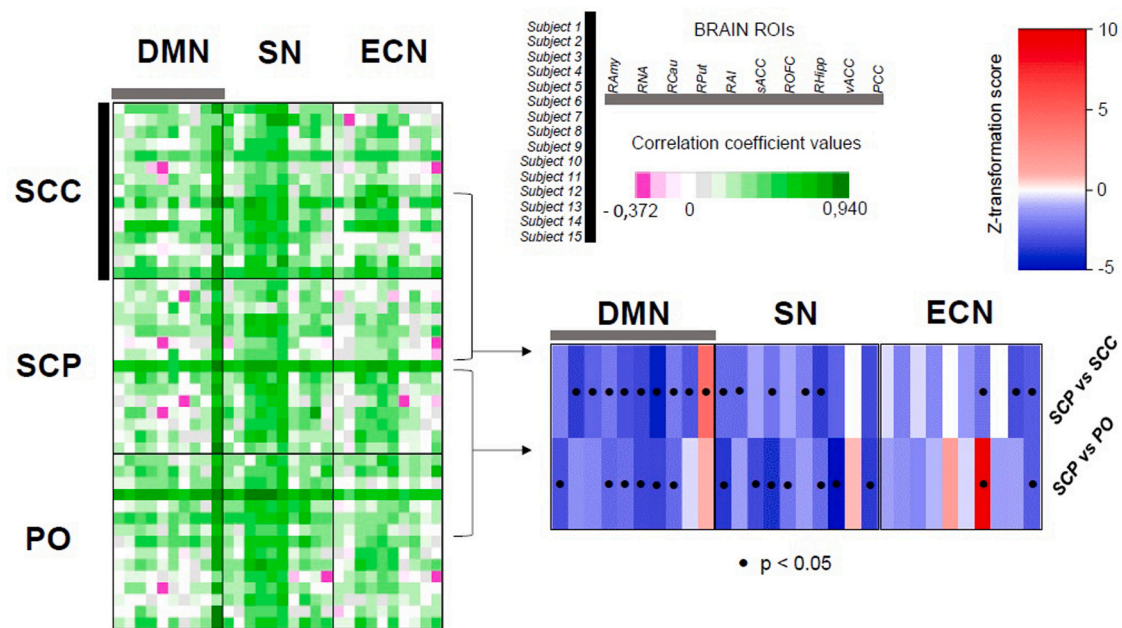 DMN SN ECN
SCC
SCP
PO
Subject 1
Subject 2
Subject 3
Subject 4
Subject 5
Subject 6
Subject 7
Subject 8
Subject 9
Subject 10
Subject 11
Subject 12
Subject 13
Subject 14
Subject 15
BRAIN ROIs
RAmy RNA RCau RPut RAI sACC ROFC RHipp vACC PCC
Correlation coefficient values
- 0,372 0 0,940
Z-transformation score
10
5
0
-5
DMN SN ECN
SCP vs SCC
SCP vs PO
● p < 0.05